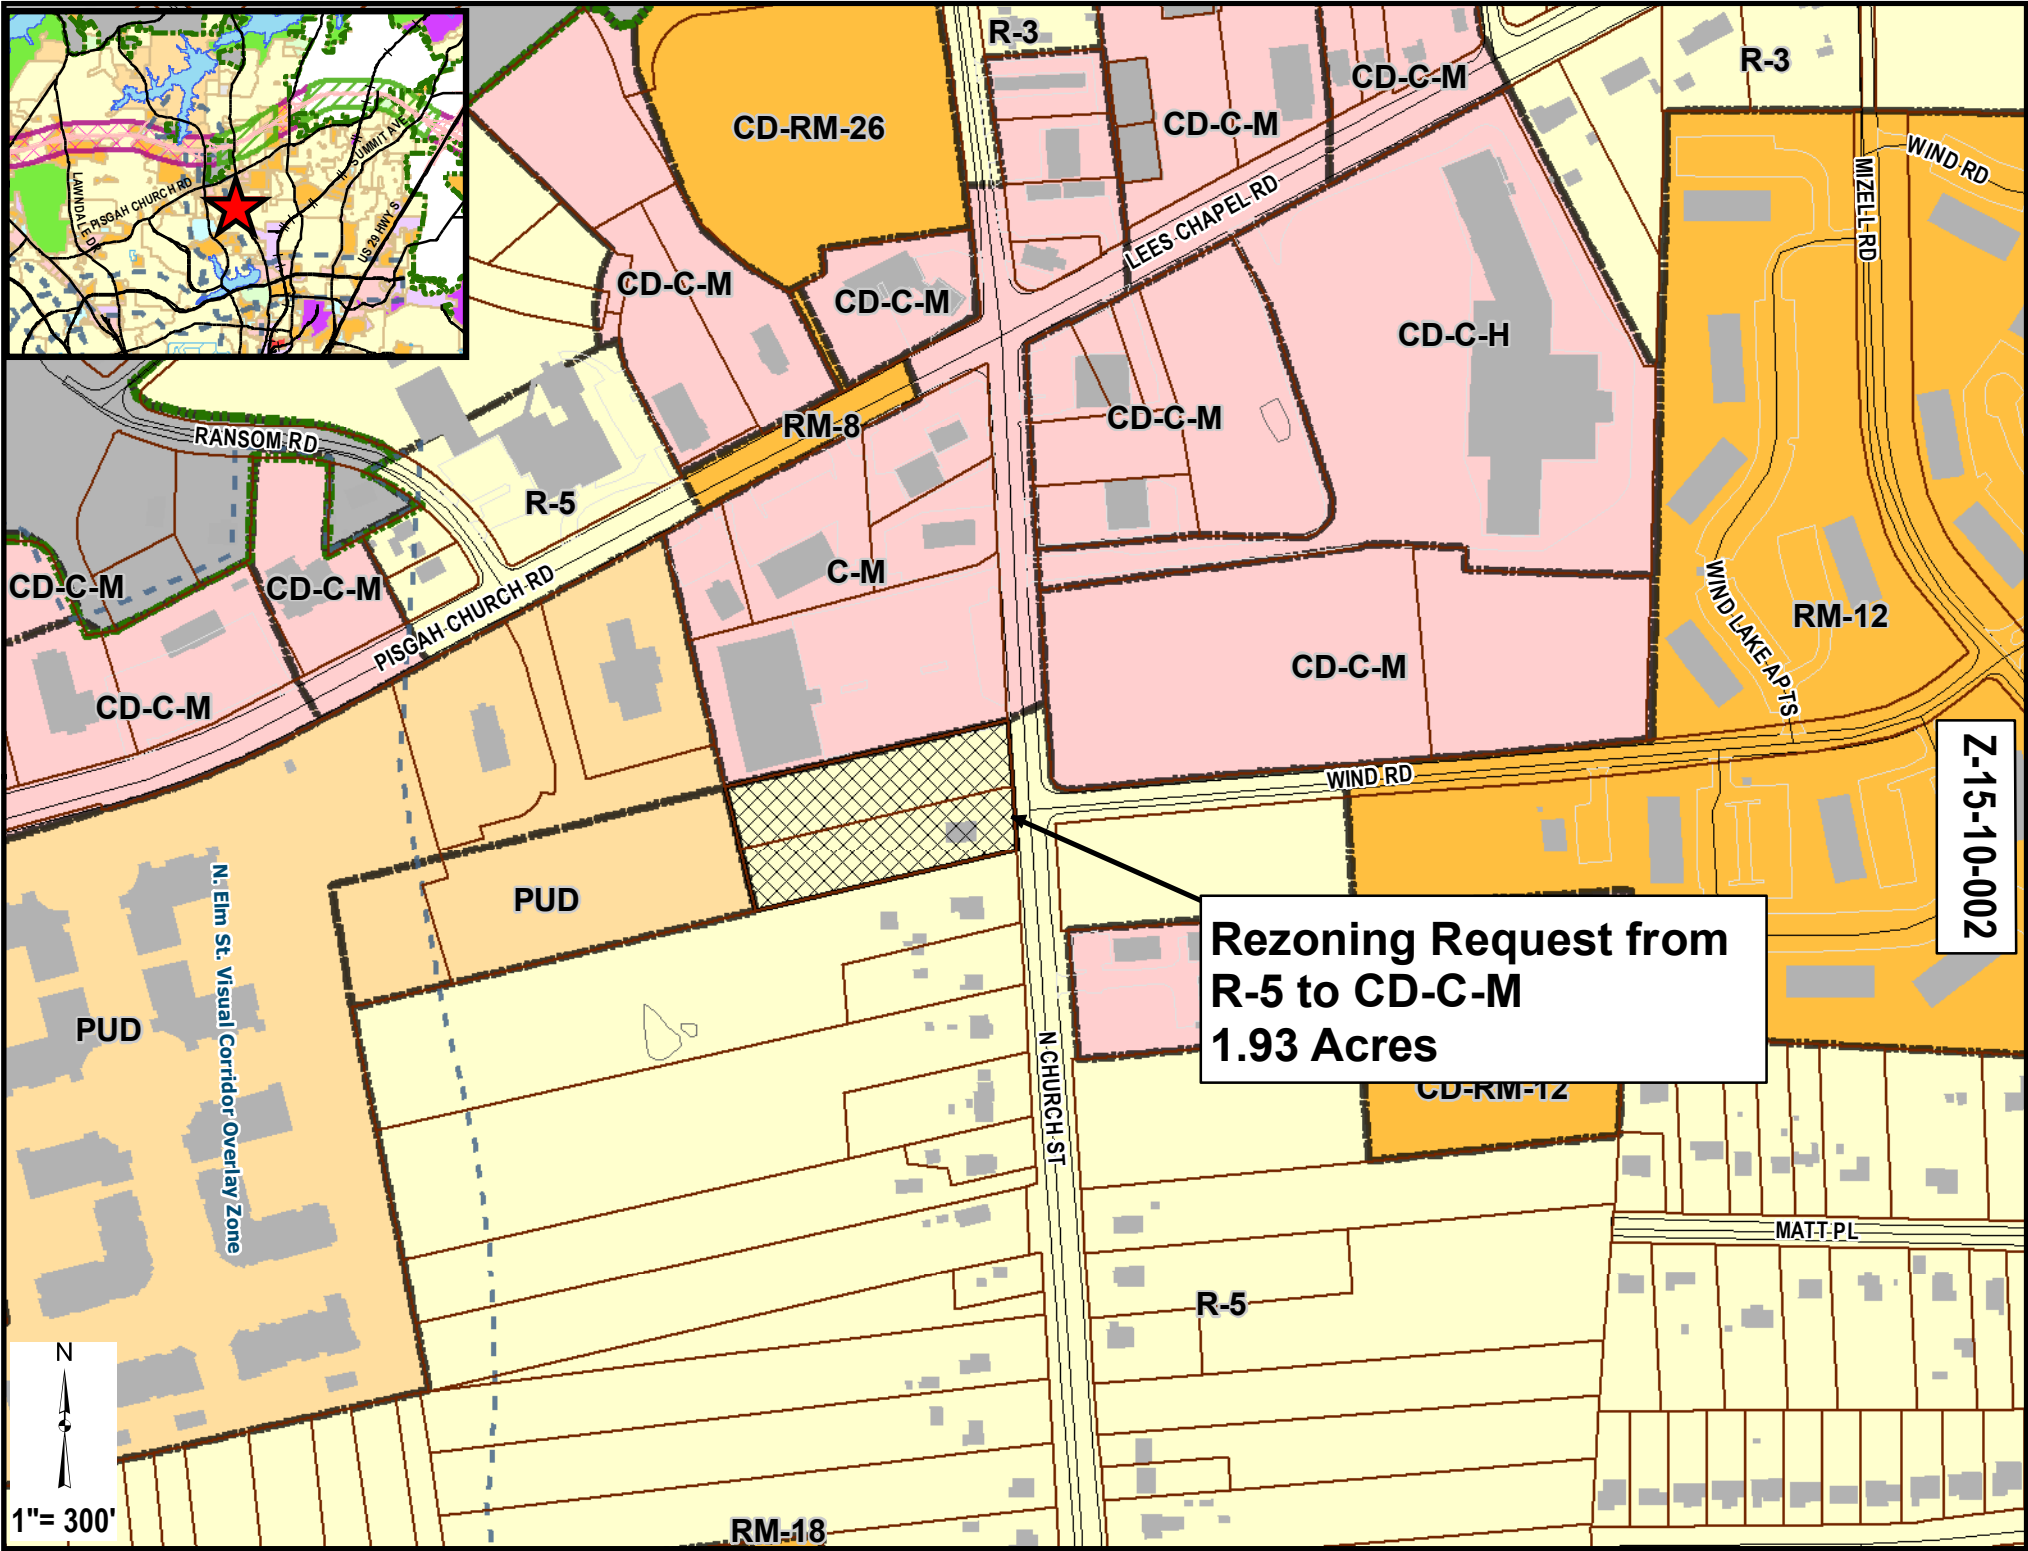 LAWNDALE DR
PISGAH CHURCH RD
SUMMIT AVE
US 29 HWY S
R-3
R-3
CD-C-M
CD-RM-26
CD-C-M
WIND RD
MIZELL RD
LEES CHAPEL RD
CD-C-M
CD-C-M
CD-C-H
CD-C-M
RM-8
RANSOM RD
R-5
C-M
CD-C-M
CD-C-M
PISGAH CHURCH RD
WIND LAKE APTS
RM-12
CD-C-M
CD-C-M
WIND RD
Z-15-10-002
PUD
N. Elm St. Visual Corridor Overlay Zone
Rezoning Request from
R-5 to CD-C-M
1.93 Acres
PUD
N CHURCH ST
CD-RM-12
MATT PL
R-5
N
1"= 300'
RM-18